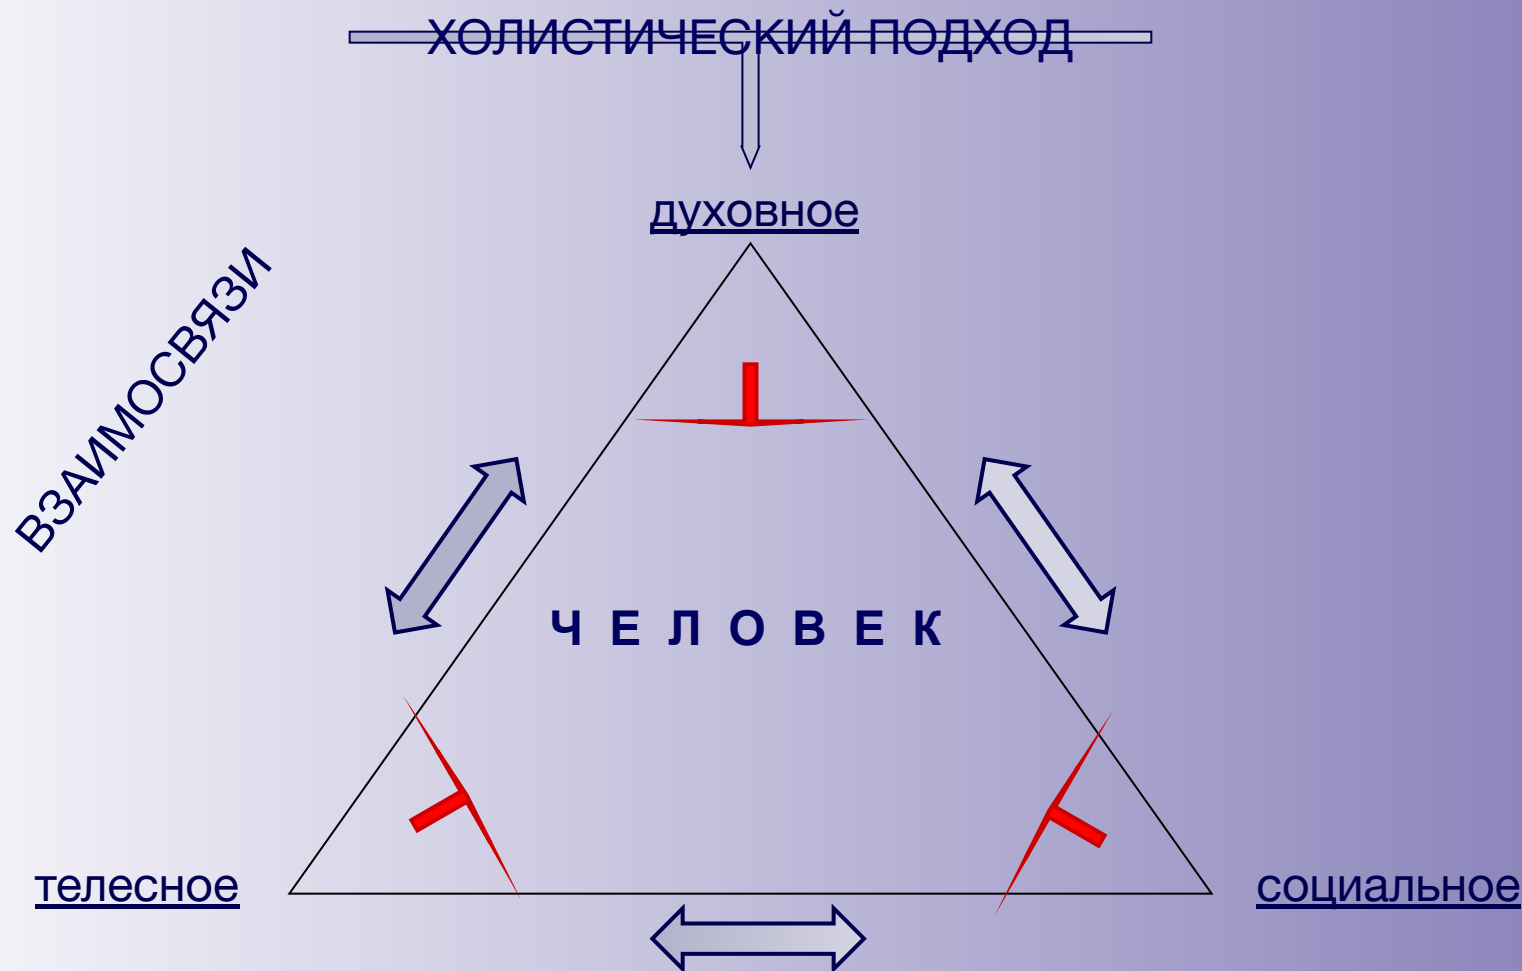 ХОЛИСТИЧЕСКИЙ ПОДХОД
духовное
ВЗАИМОСВЯЗИ
Ч Е Л О В Е К
телесное
социальное